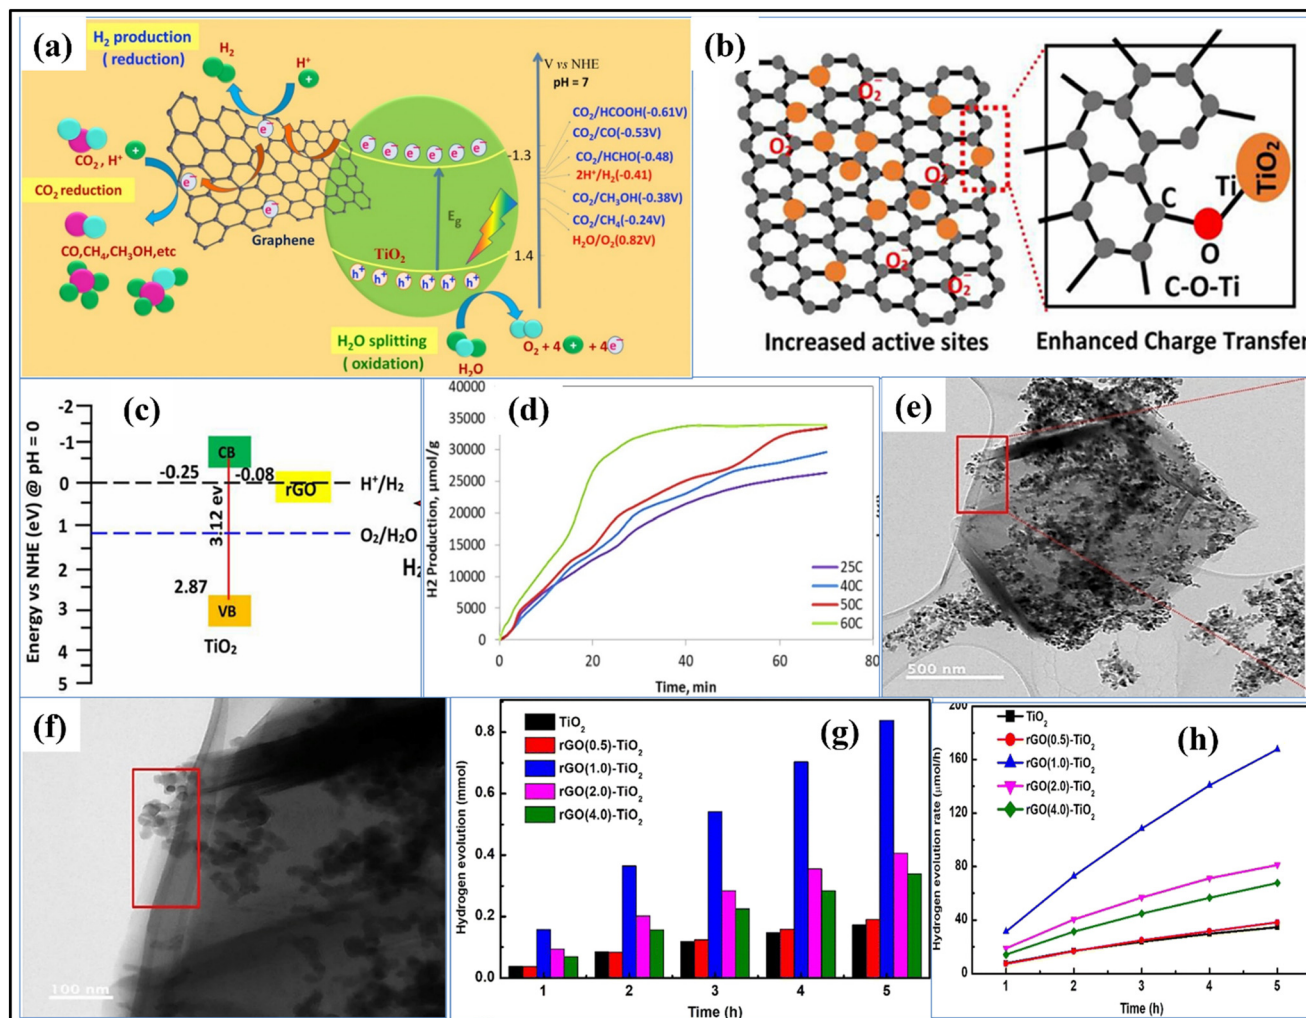 (a)
H₂ production
( reduction)
H₂
H⁺
+
CO₂ , H⁺
+
CO₂ reduction
CO,CH₄,CH₃OH,etc
e⁻
e⁻
e⁻
Graphene
e⁻ e⁻ e⁻ e⁻ e⁻ e⁻
E_g
TiO₂
h⁺ h⁺ h⁺ h⁺ h⁺ h⁺
H₂O splitting
( oxidation)
H₂O
O₂ + 4 + + 4 e⁻
V vs NHE
pH = 7
-1.3
1.4
CO₂/HCOOH(-0.61V)
CO₂/CO(-0.53V)
CO₂/HCHO(-0.48)
2H⁺/H₂(-0.41)
CO₂/CH₃OH(-0.38V)
CO₂/CH₄(-0.24V)
H₂O/O₂(0.82V)
(b)
O₂⁻
O₂⁻
O₂⁻
O₂⁻
O₂⁻
Increased active sites
C
Ti
TiO₂
O
C-O-Ti
Enhanced Charge Transfer
(c)
Energy vs NHE (eV) @ pH = 0
-2
-1
0
1
2
3
4
5
CB
-0.25
-0.08
rGO
H⁺/H₂
3.12 ev
O₂/H₂O
H₂
2.87
VB
TiO₂
(d)
H2 Production, µmol/g
40000
35000
30000
25000
20000
15000
10000
5000
0
0 20 40 60 80
Time, min
25C
40C
50C
60C
(e)
500 nm
(f)
100 nm
(g)
Hydrogen evolution (mmol)
0.8
0.6
0.4
0.2
0.0
TiO₂
rGO(0.5)-TiO₂
rGO(1.0)-TiO₂
rGO(2.0)-TiO₂
rGO(4.0)-TiO₂
1 2 3 4 5
Time (h)
(h)
Hydrogen evolution rate (µmol/h)
200
160
120
80
40
0
TiO₂
rGO(0.5)-TiO₂
rGO(1.0)-TiO₂
rGO(2.0)-TiO₂
rGO(4.0)-TiO₂
1 2 3 4 5
Time (h)